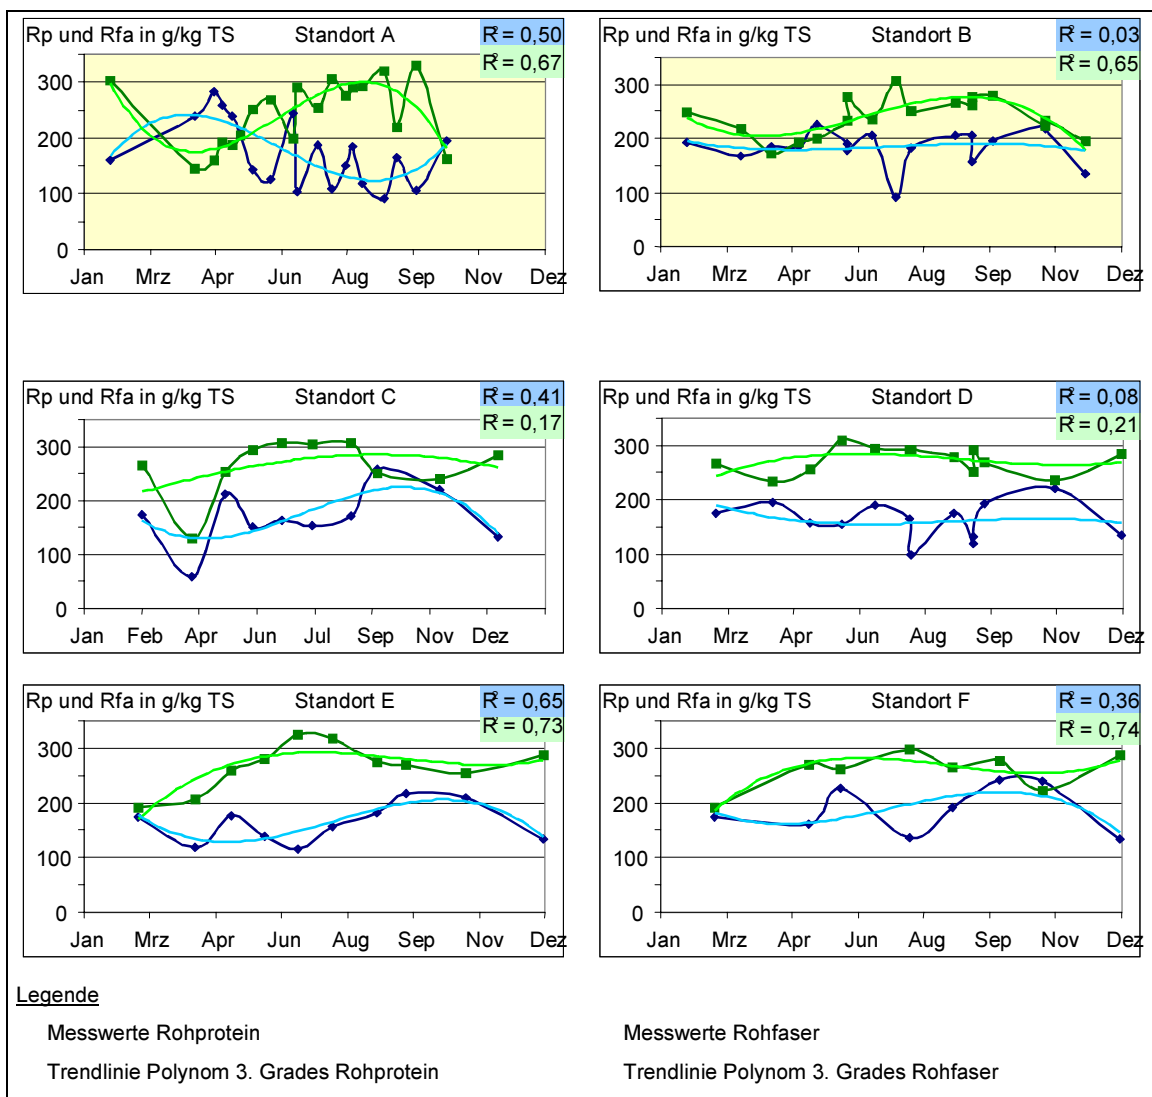 Rp und Rfa in g/kg TS Standort A R² = 0,50
R² = 0,67
300
200
100
0
Jan Mrz Apr Jun Aug Sep Nov Dez
Rp und Rfa in g/kg TS Standort B R² = 0,03
R² = 0,65
300
200
100
0
Jan Mrz Apr Jun Aug Sep Nov Dez
Rp und Rfa in g/kg TS Standort C R² = 0,41
R² = 0,17
300
200
100
0
Jan Feb Apr Jun Jul Sep Nov Dez
Rp und Rfa in g/kg TS Standort D R² = 0,08
R² = 0,21
300
200
100
0
Jan Mrz Apr Jun Aug Sep Nov Dez
Rp und Rfa in g/kg TS Standort E R² = 0,65
R² = 0,73
300
200
100
0
Jan Mrz Apr Jun Aug Sep Nov Dez
Rp und Rfa in g/kg TS Standort F R² = 0,36
R² = 0,74
300
200
100
0
Jan Mrz Apr Jun Aug Sep Nov Dez
Legende
Messwerte Rohprotein Messwerte Rohfaser
Trendlinie Polynom 3. Grades Rohprotein Trendlinie Polynom 3. Grades Rohfaser